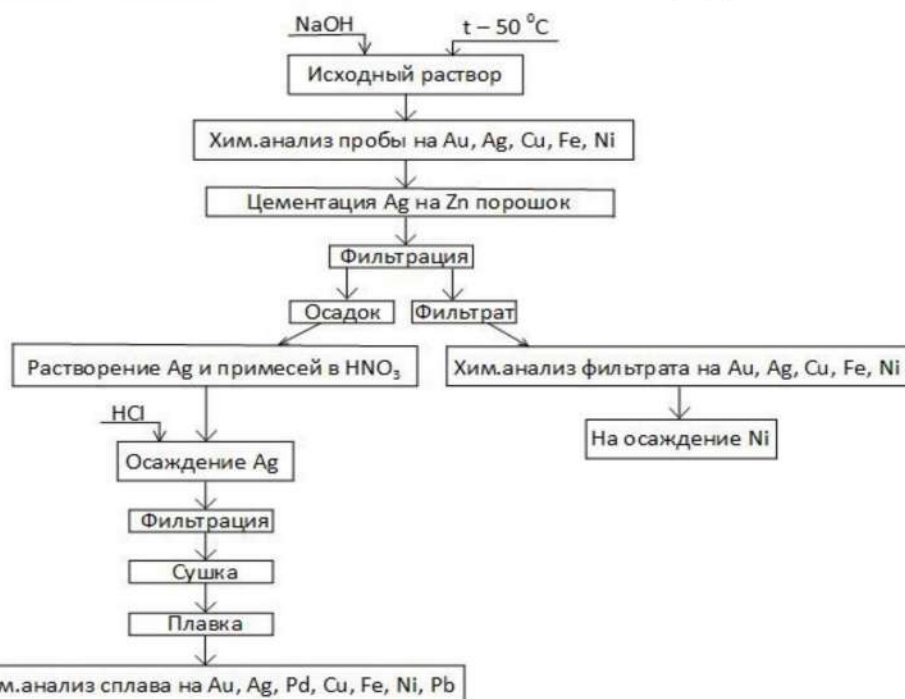 NaOH
t – 50 ⁰C
Исходный раствор
Хим.анализ пробы на Au, Ag, Cu, Fe, Ni
Цементация Ag на Zn порошок
Фильтрация
Осадок
Фильтрат
Растворение Ag и примесей в HNO₃
Хим.анализ фильтрата на Au, Ag, Cu, Fe, Ni
HCl
На осаждение Ni
Осаждение Ag
Фильтрация
Сушка
Плавка
м.анализ сплава на Au, Ag, Pd, Cu, Fe, Ni, Pb